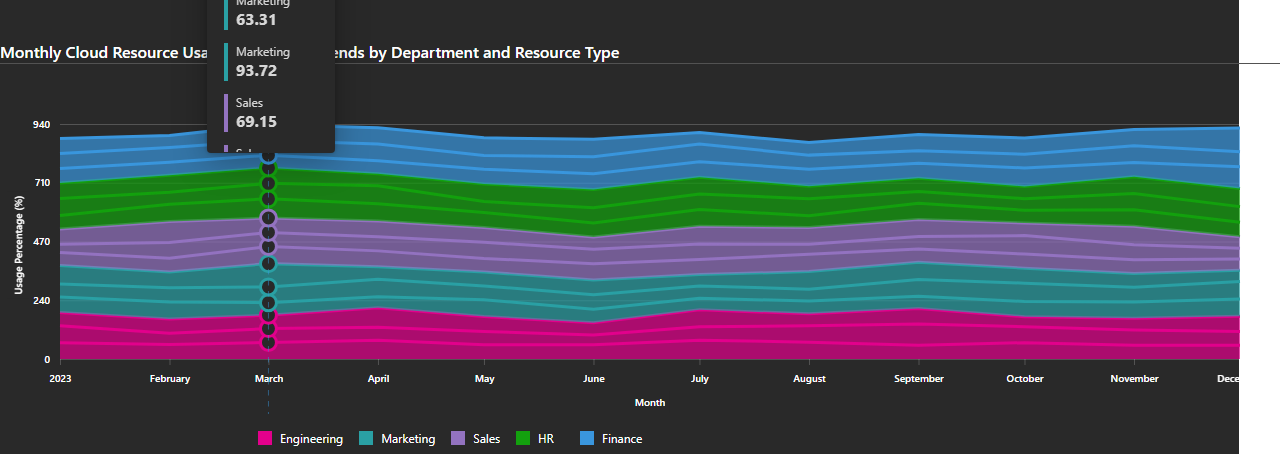 Marketing
63.31
Marketing
93.72
Sales
69.15
Monthly Cloud Resource Usa ends by Department and Resource Type
940
710
470
240
0
Usage Percentage (%)
2023 February March April May June July August September October November Dece
Month
Engineering Marketing Sales HR Finance